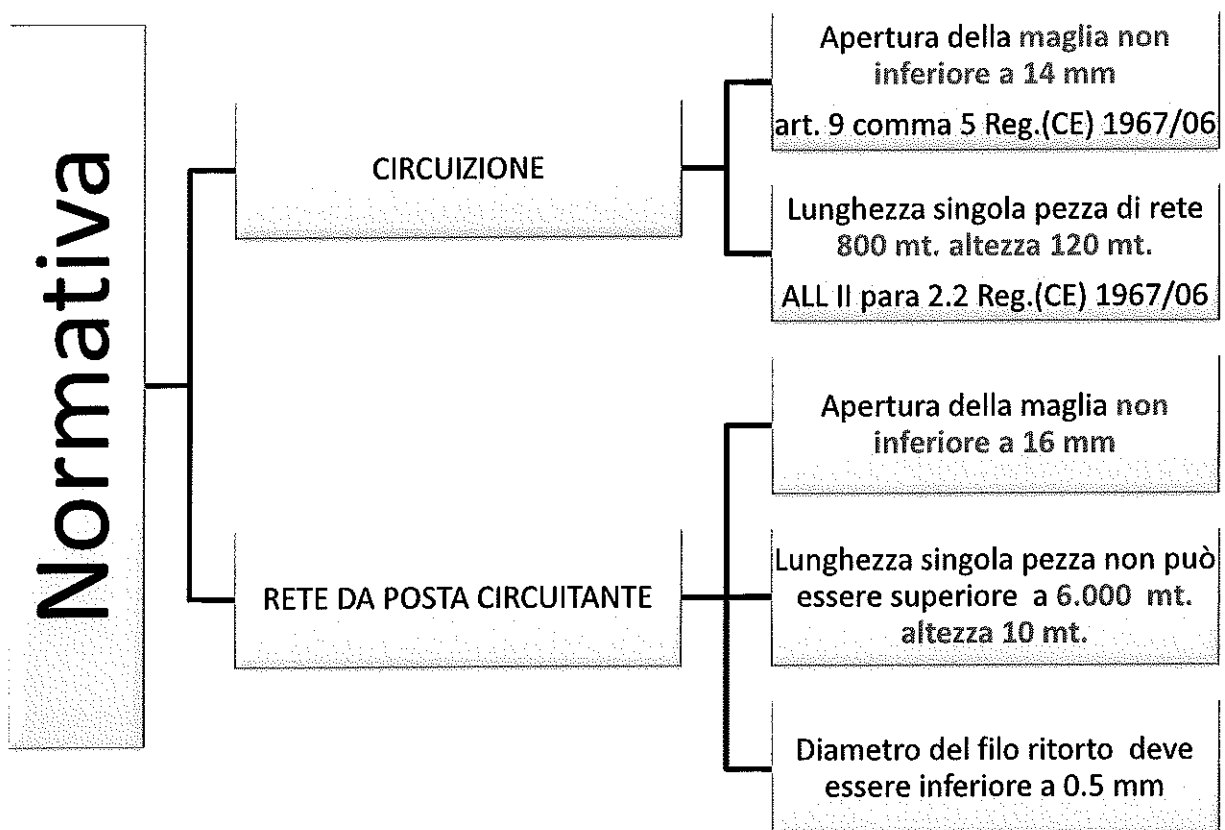 Normativa
CIRCUIZIONE
Apertura della maglia non
inferiore a 14 mm
art. 9 comma 5 Reg.(CE) 1967/06
Lunghezza singola pezza di rete
800 mt. altezza 120 mt.
ALL II para 2.2 Reg.(CE) 1967/06
RETE DA POSTA CIRCUITANTE
Apertura della maglia non
inferiore a 16 mm
Lunghezza singola pezza non può
essere superiore a 6.000 mt.
altezza 10 mt.
Diametro del filo ritorto deve
essere inferiore a 0.5 mm